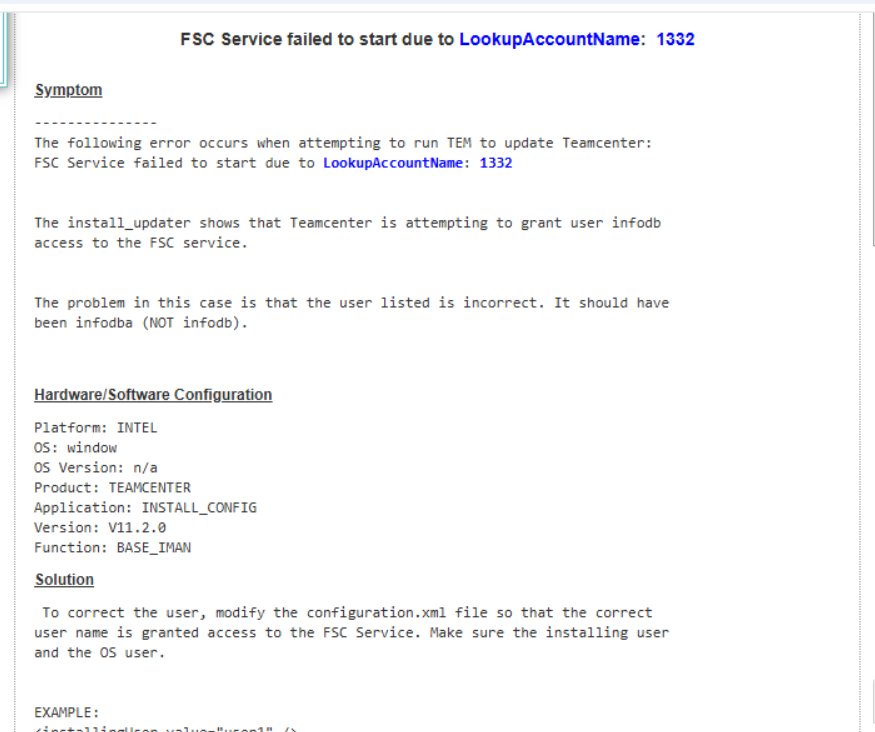 FSC Service failed to start due to LookupAccountName: 1332
Symptom
---------------
The following error occurs when attempting to run TEM to update Teamcenter:
FSC Service failed to start due to LookupAccountName: 1332
The install_updater shows that Teamcenter is attempting to grant user infodb
access to the FSC service.
The problem in this case is that the user listed is incorrect. It should have
been infodba (NOT infodb).
Hardware/Software Configuration
Platform: INTEL
OS: window
OS Version: n/a
Product: TEAMCENTER
Application: INSTALL_CONFIG
Version: V11.2.0
Function: BASE_IMAN
Solution
To correct the user, modify the configuration.xml file so that the correct
user name is granted access to the FSC Service. Make sure the installing user
and the OS user.
EXAMPLE:
<installingUser value="user1" />